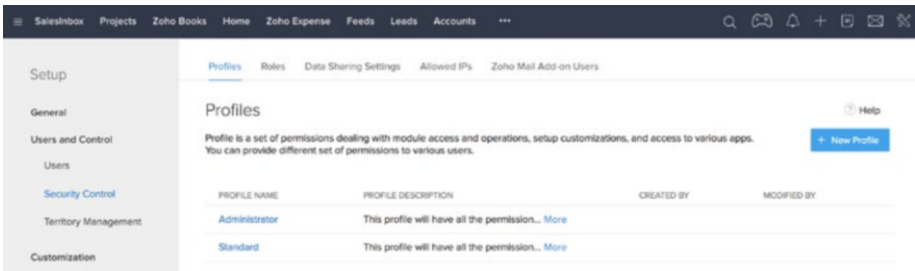 SalesInbox Projects Zoho Books Home Zoho Expense Feeds Leads Accounts •••
Setup
General
Users and Control
Users
Security Control
Territory Management
Customization
Profiles Roles Data Sharing Settings Allowed IPs Zoho Mail Add-on Users
Profiles
? Help
Profile is a set of permissions dealing with module access and operations, setup customizations, and access to various apps.
You can provide different set of permissions to various users.
+ New Profile
PROFILE NAME PROFILE DESCRIPTION CREATED BY MODIFIED BY
Administrator This profile will have all the permission... More
Standard This profile will have all the permission... More